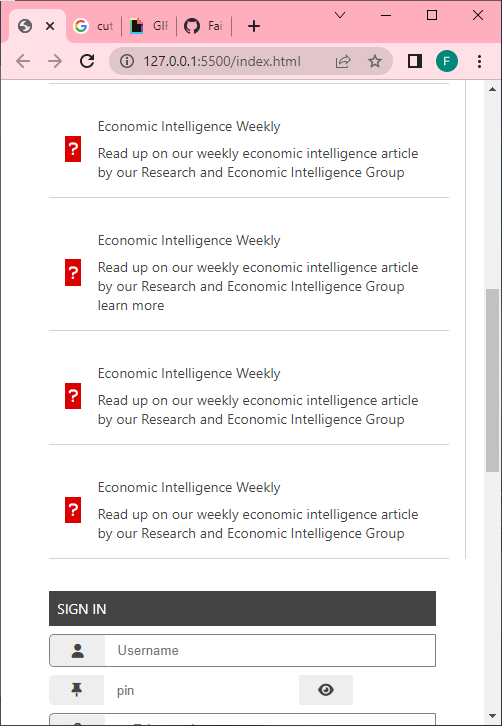 cut
GIF
Fai
127.0.0.1:5500/index.html
F
Economic Intelligence Weekly
?
Read up on our weekly economic intelligence article
by our Research and Economic Intelligence Group
Economic Intelligence Weekly
?
Read up on our weekly economic intelligence article
by our Research and Economic Intelligence Group
learn more
Economic Intelligence Weekly
?
Read up on our weekly economic intelligence article
by our Research and Economic Intelligence Group
Economic Intelligence Weekly
?
Read up on our weekly economic intelligence article
by our Research and Economic Intelligence Group
SIGN IN
Username
pin